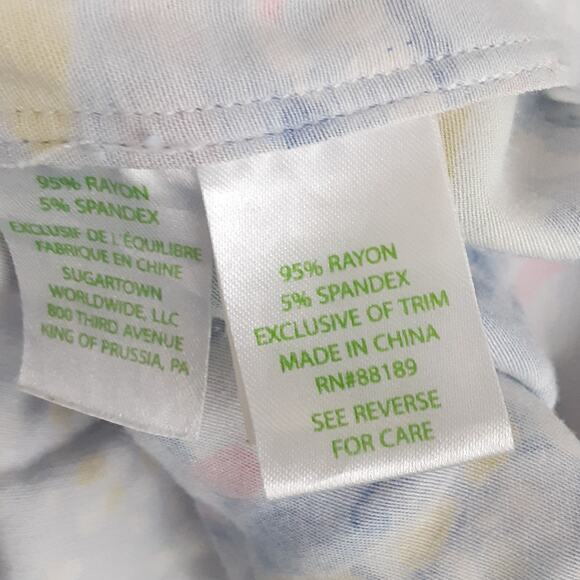 95% RAYON
5% SPANDEX
EXCLUSIF DE L'ÉQUILIBRE
FABRIQUE EN CHINE
SUGARTOWN
WORLDWIDE, LLC
800 THIRD AVENUE
KING OF PRUSSIA, PA
95% RAYON
5% SPANDEX
EXCLUSIVE OF TRIM
MADE IN CHINA
RN#88189
SEE REVERSE
FOR CARE